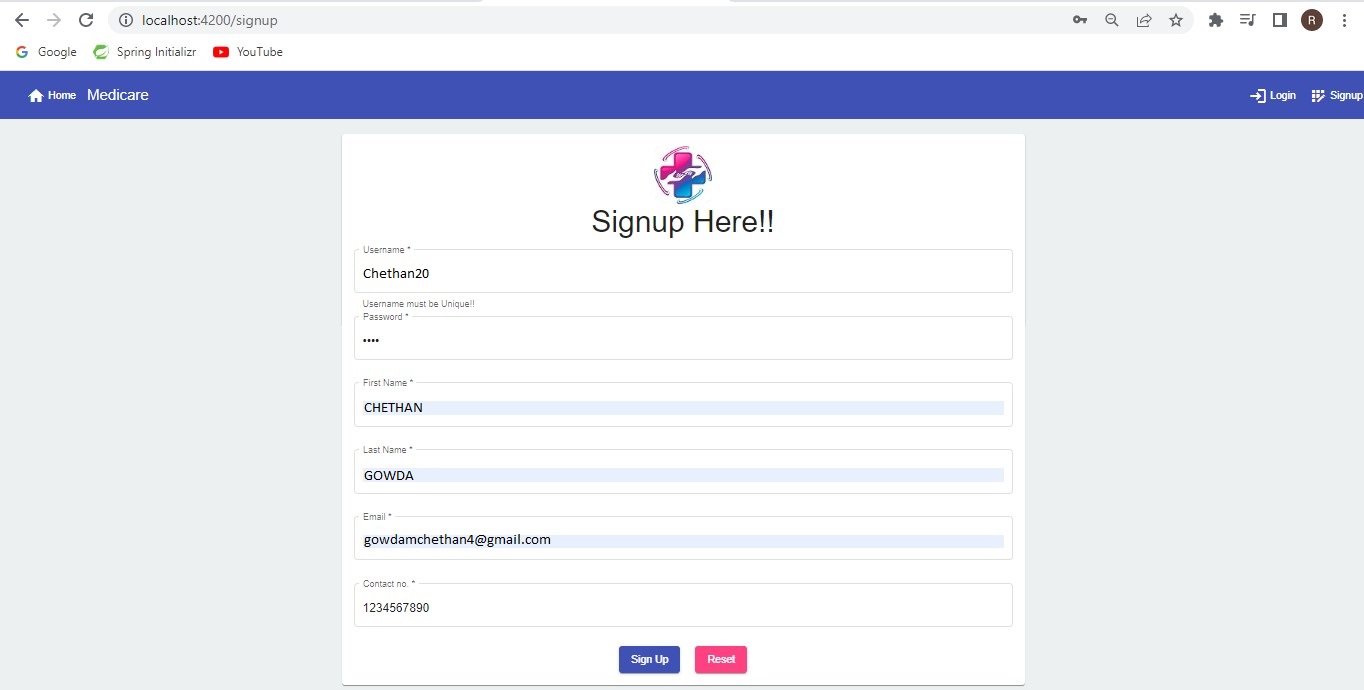 localhost:4200/signup
R
Google Spring Initializr YouTube
Home Medicare Login Signup
Signup Here!!
Username *
Chethan20
Username must be Unique!!
Password *
••••
First Name *
CHETHAN
Last Name *
GOWDA
Email *
gowdamchethan4@gmail.com
Contact no. *
1234567890
Sign Up Reset